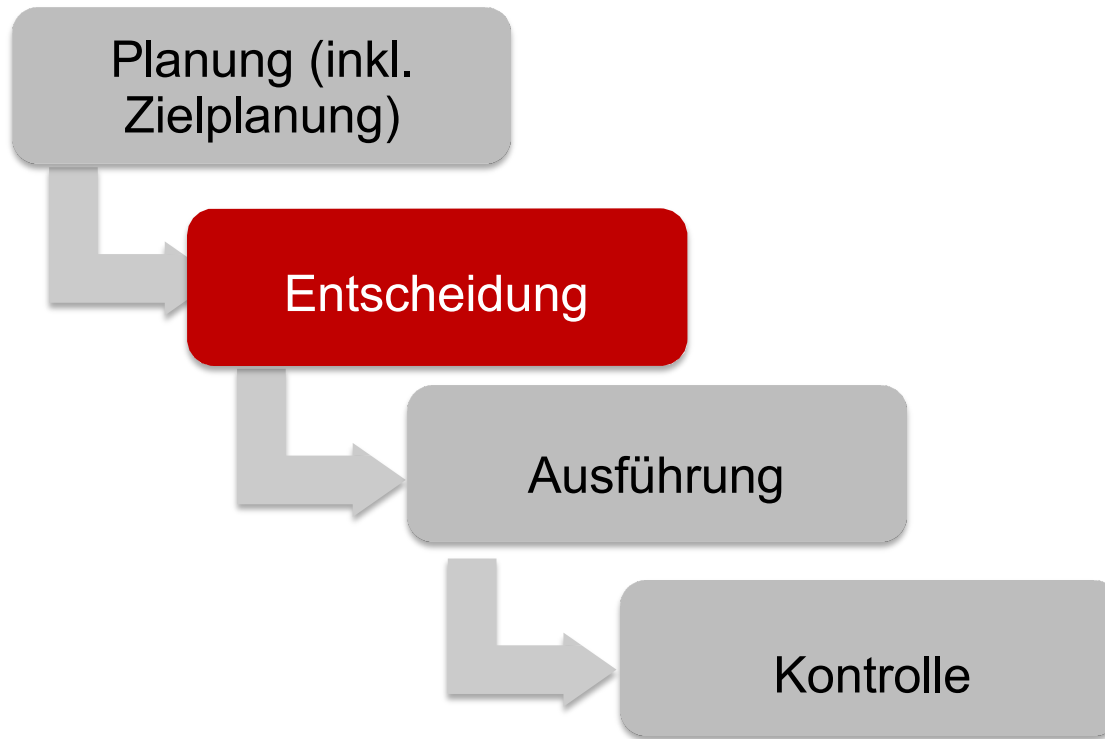 Planung (inkl.
Zielplanung)
Entscheidung
Ausführung
Kontrolle